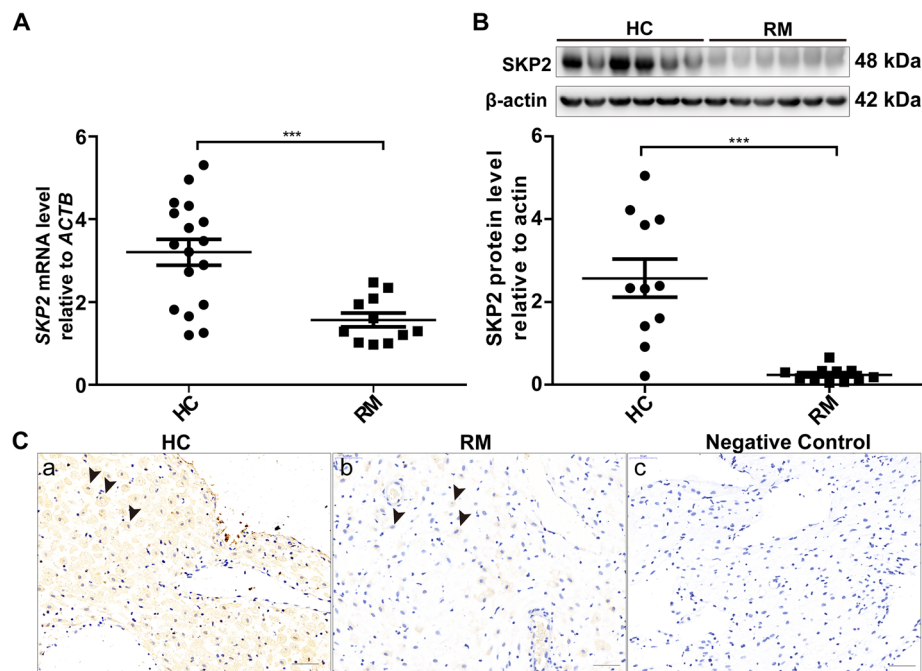 A
B
HC RM
SKP2 48 kDa
β-actin 42 kDa
6
***
4
2
0
SKP2 mRNA level
relative to ACTB
HC
RM
6
***
4
2
0
SKP2 protein level
relative to actin
HC
RM
C HC RM Negative Control
a b c